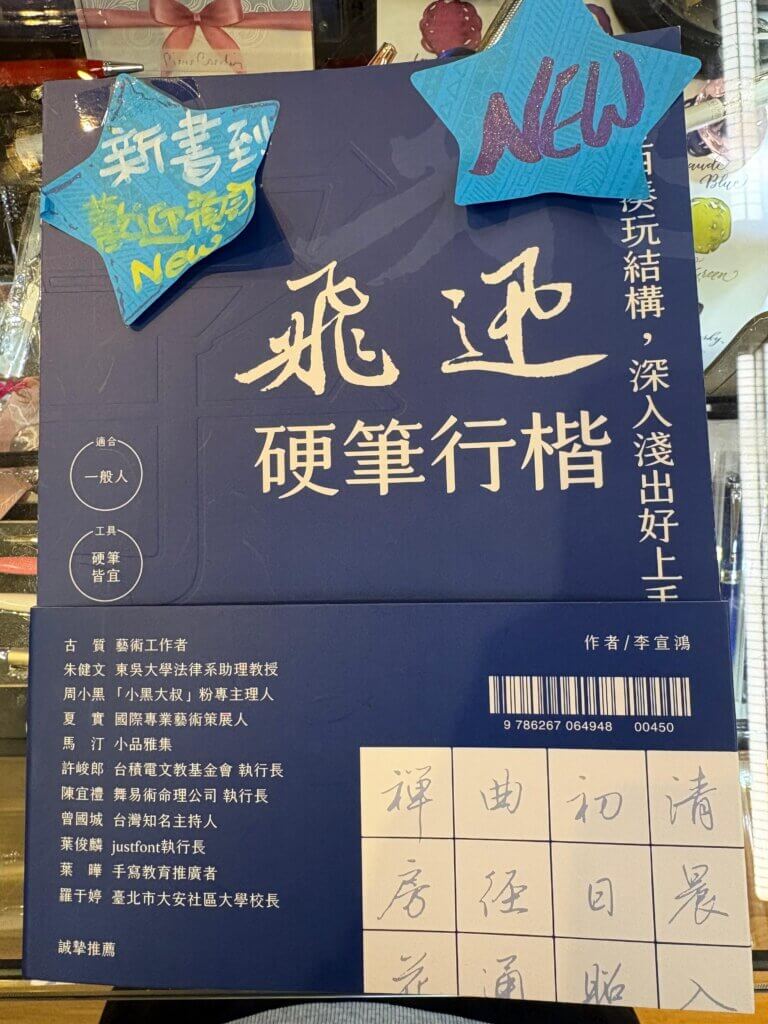 Pierre Cardin
新書到
歡迎預訂
New
NEW
湊玩結構，深入淺出好上手
飛迅
硬筆行楷
適合
一般人
工具
硬筆
皆宜
作者/李宣鴻
古 質 藝術工作者
朱健文 東吳大學法律系助理教授
周小黑 「小黑大叔」粉專主理人
夏 實 國際專業藝術策展人
馬 汀 小品雅集
許峻郎 台積電文教基金會 執行長
陳宜禮 舞易術命理公司 執行長
曾國城 台灣知名主持人
葉俊麟 justfont執行長
葉 曄 手寫教育推廣者
羅于婷 臺北市大安社區大學校長
誠摯推薦
9 786267 064948 00450
清晨入
初日照
曲徑通
禪房花
Blue